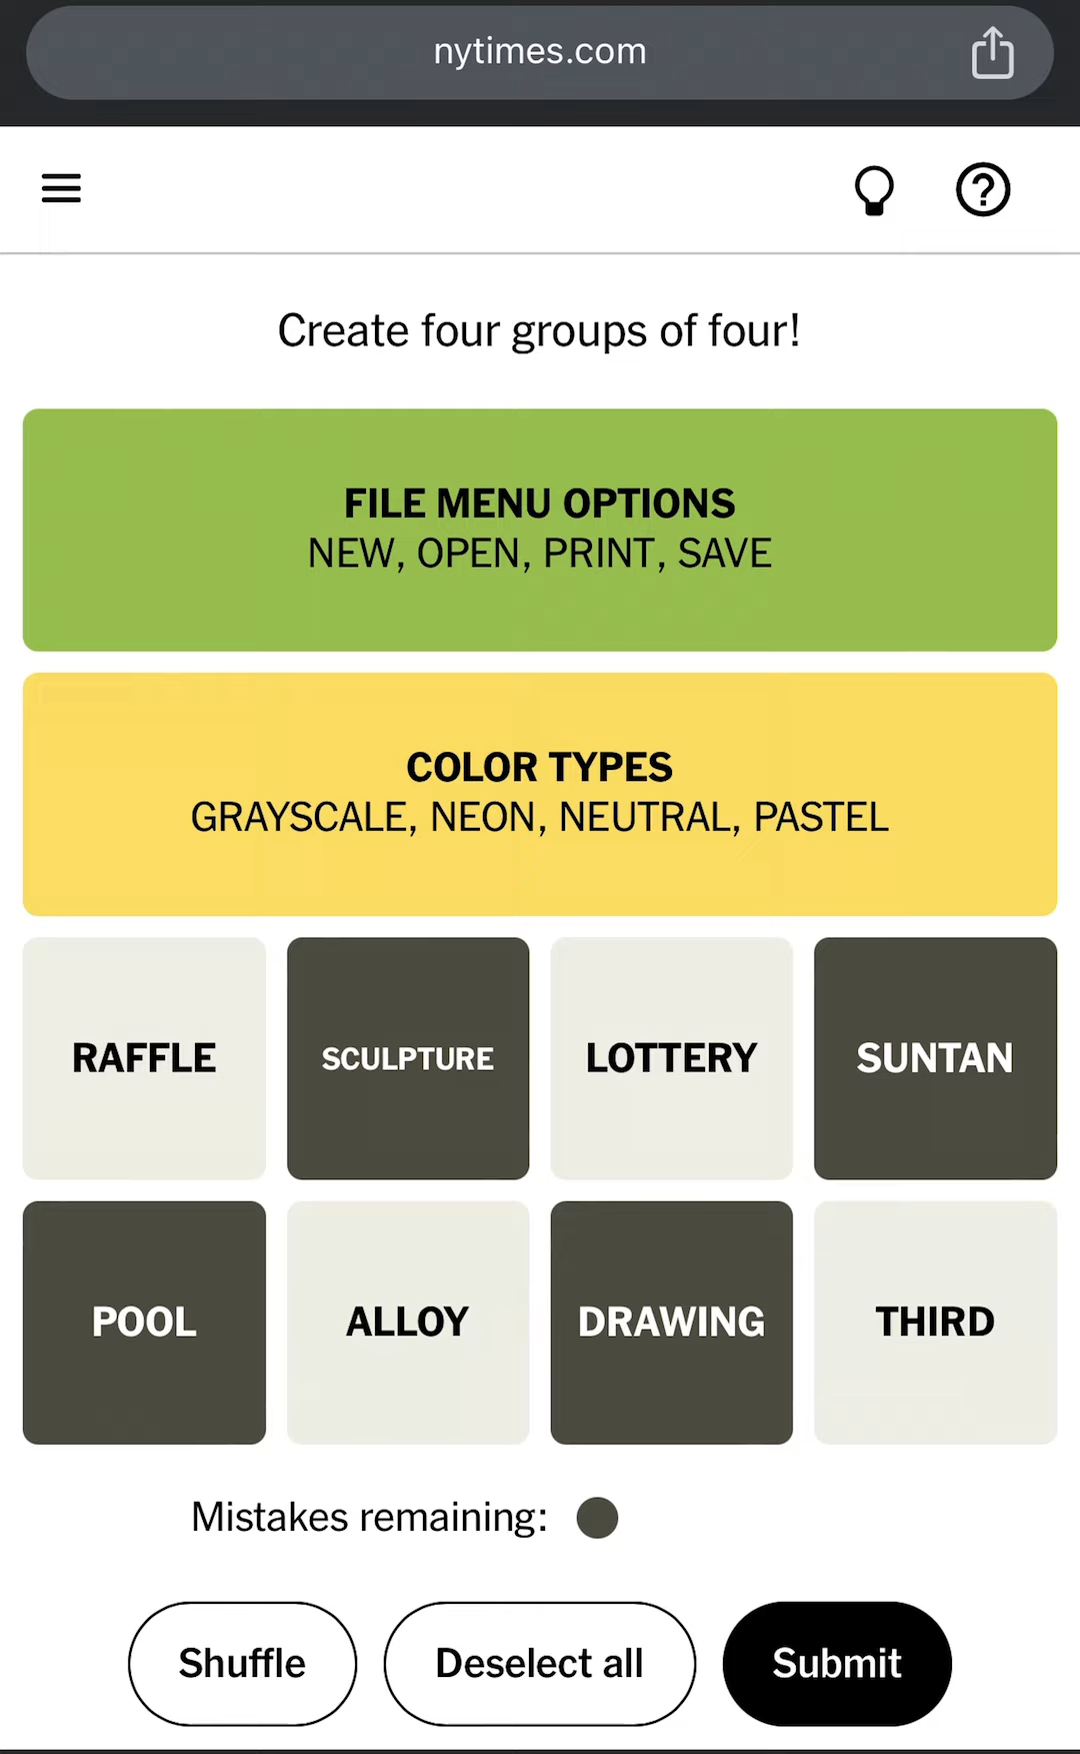 nytimes.com
Create four groups of four!
FILE MENU OPTIONS
NEW, OPEN, PRINT, SAVE
COLOR TYPES
GRAYSCALE, NEON, NEUTRAL, PASTEL
RAFFLE SCULPTURE LOTTERY SUNTAN
POOL ALLOY DRAWING THIRD
Mistakes remaining:
Shuffle Deselect all Submit